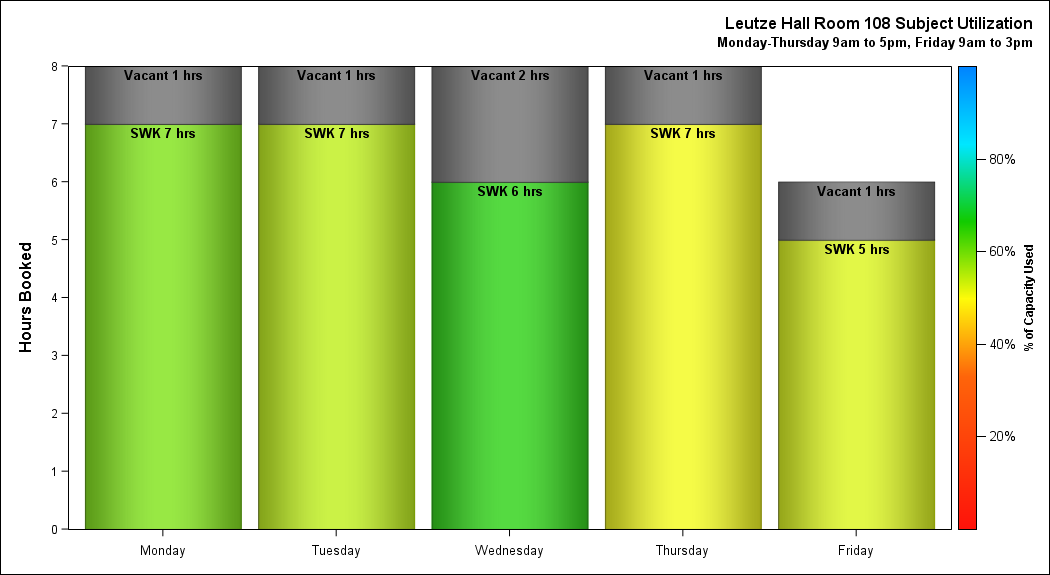 Leutze Hall Room 108 Subject Utilization
Monday-Thursday 9am to 5pm, Friday 9am to 3pm
Hours Booked
8
7
6
5
4
3
2
1
0
Vacant 1 hrs
SWK 7 hrs
Vacant 1 hrs
SWK 7 hrs
Vacant 2 hrs
SWK 6 hrs
Vacant 1 hrs
SWK 7 hrs
Vacant 1 hrs
SWK 5 hrs
Monday
Tuesday
Wednesday
Thursday
Friday
80%
60%
40%
20%
% of Capacity Used